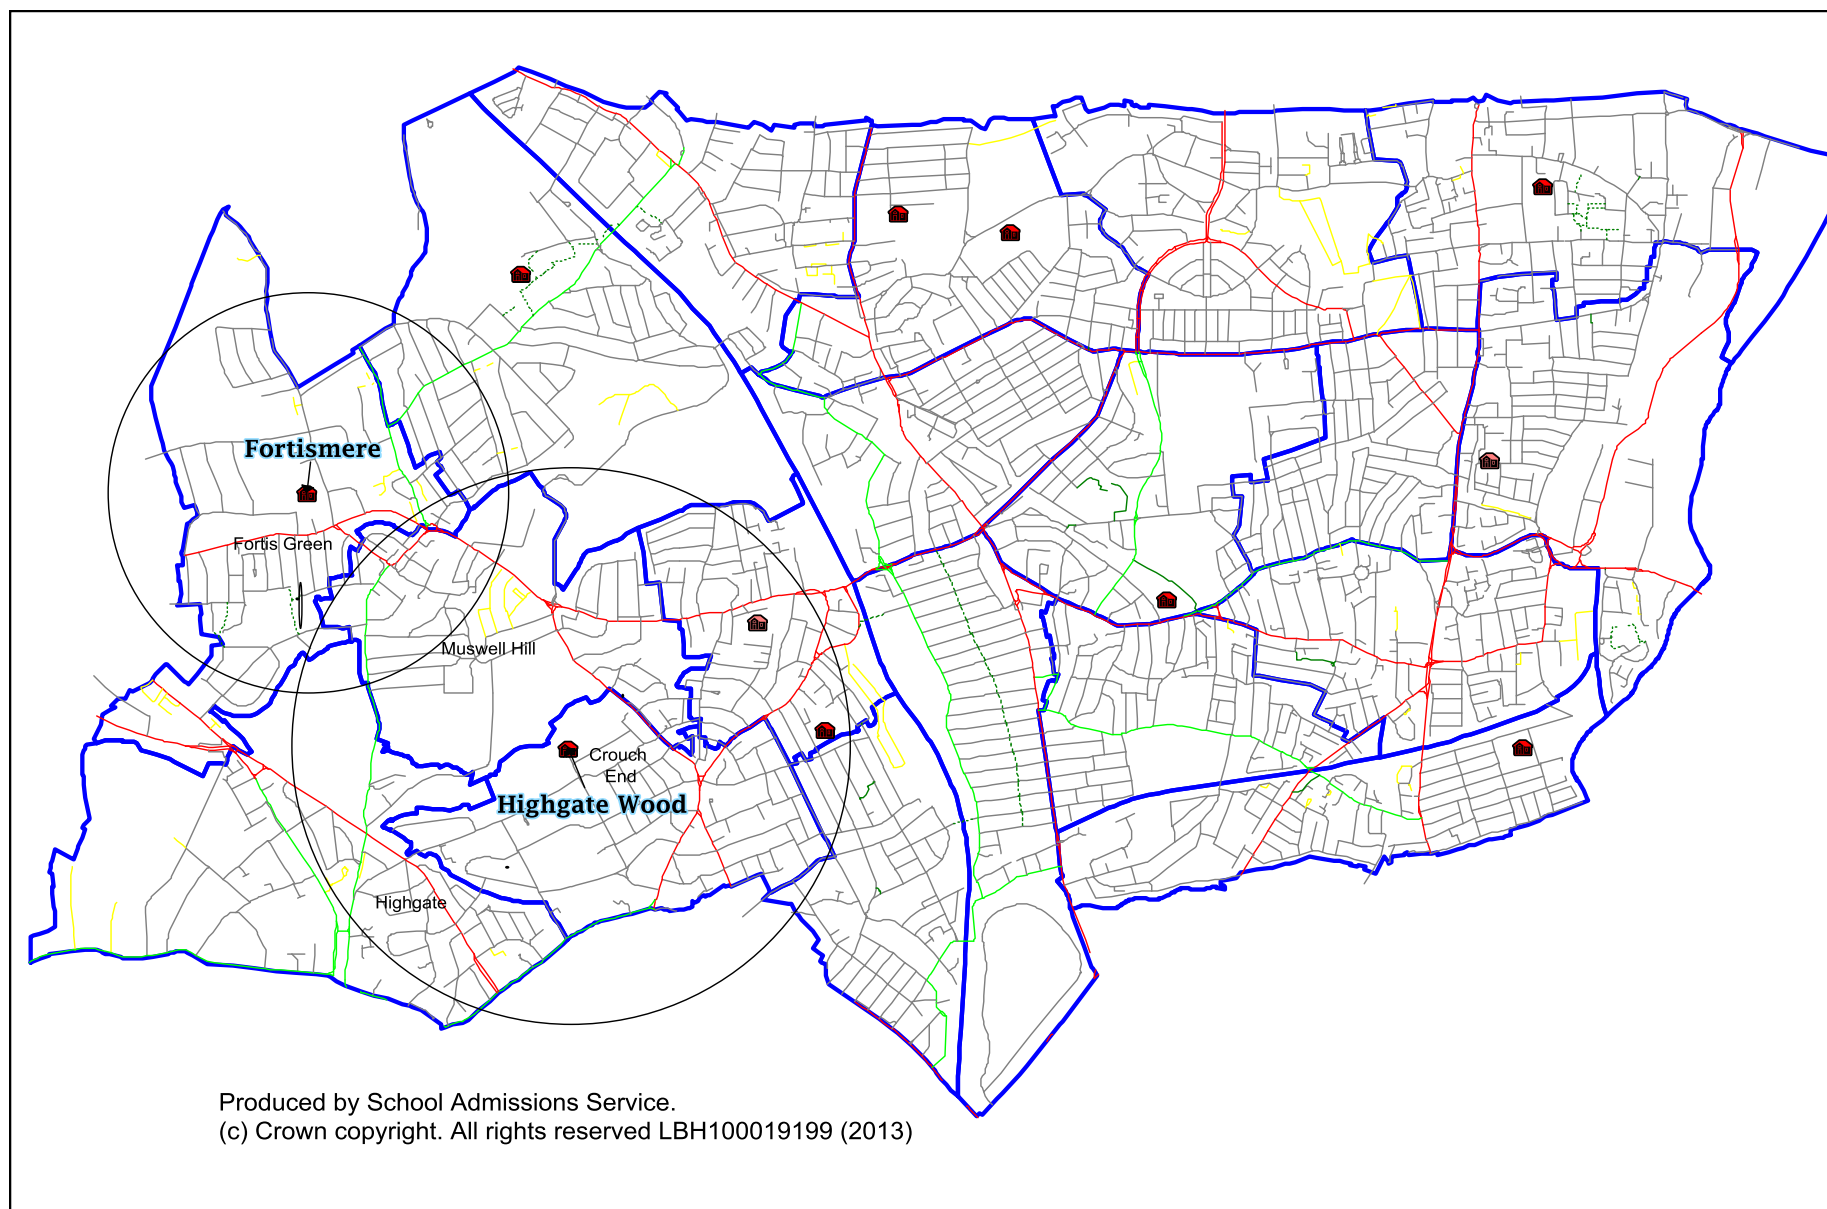 Fortismere
Fortis Green
Muswell Hill
Crouch
End
Highgate Wood
Highgate
Produced by School Admissions Service.
(c) Crown copyright. All rights reserved LBH100019199 (2013)